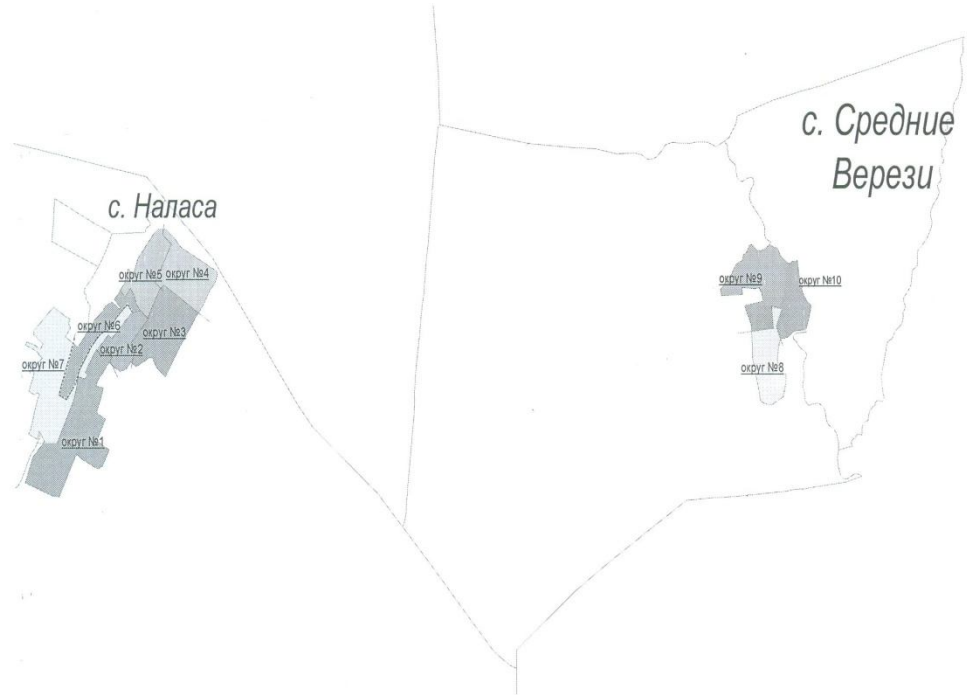 с. Средние
Верези
с. Наласа
округ №5
округ №4
округ №6
округ №3
округ №2
округ №7
округ №1
округ №9
округ №10
округ №8